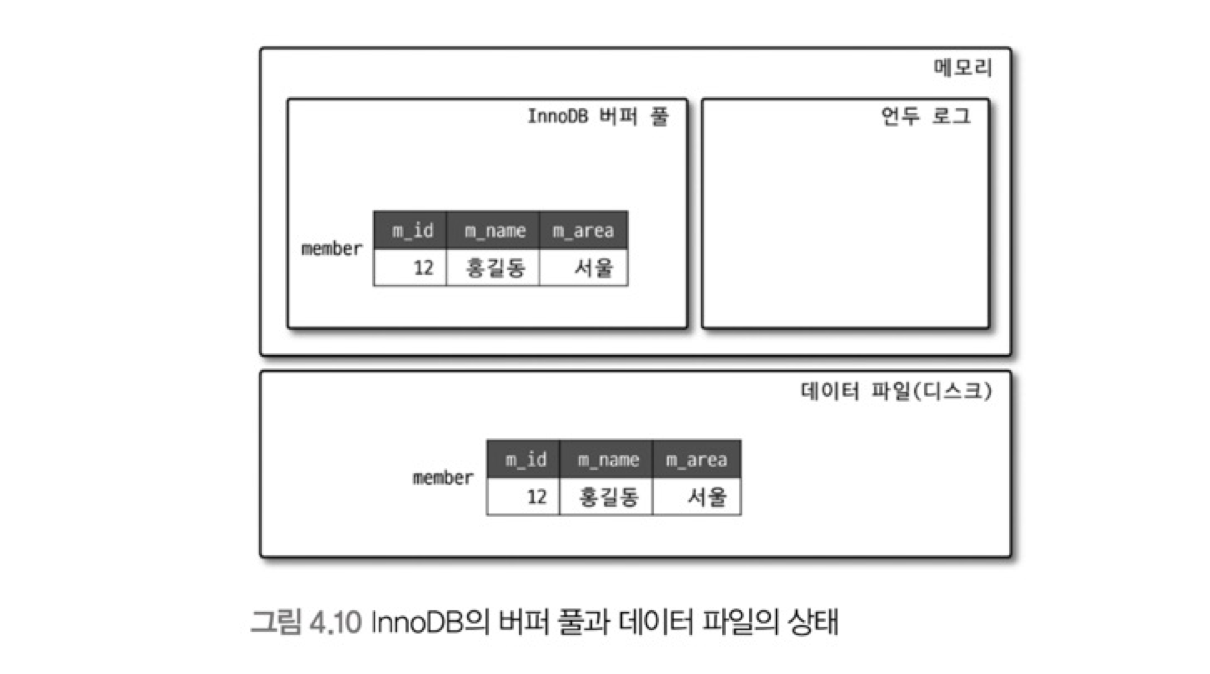 메모리
InnoDB 버퍼 풀
언두 로그
m_id m_name m_area
member
12 홍길동 서울
데이터 파일(디스크)
m_id m_name m_area
member
12 홍길동 서울
그림 4.10 InnoDB의 버퍼 풀과 데이터 파일의 상태